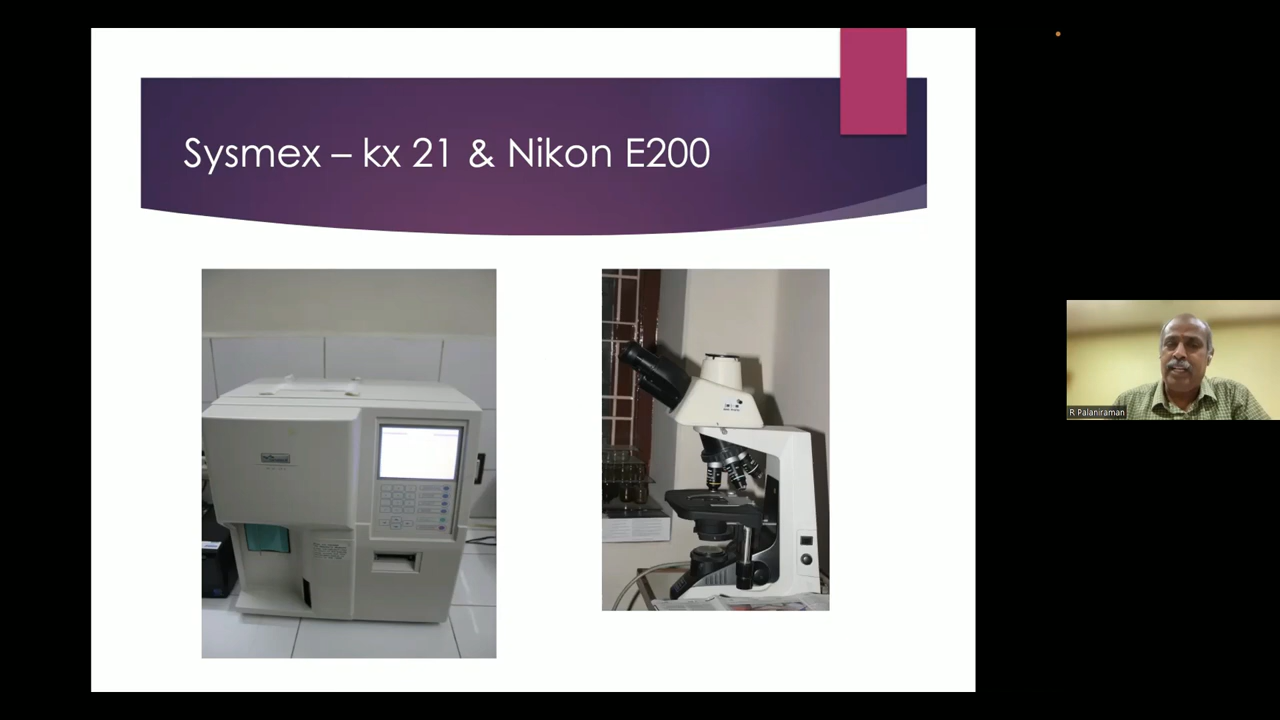 Sysmex – kx 21 & Nikon E200
R Palaniraman